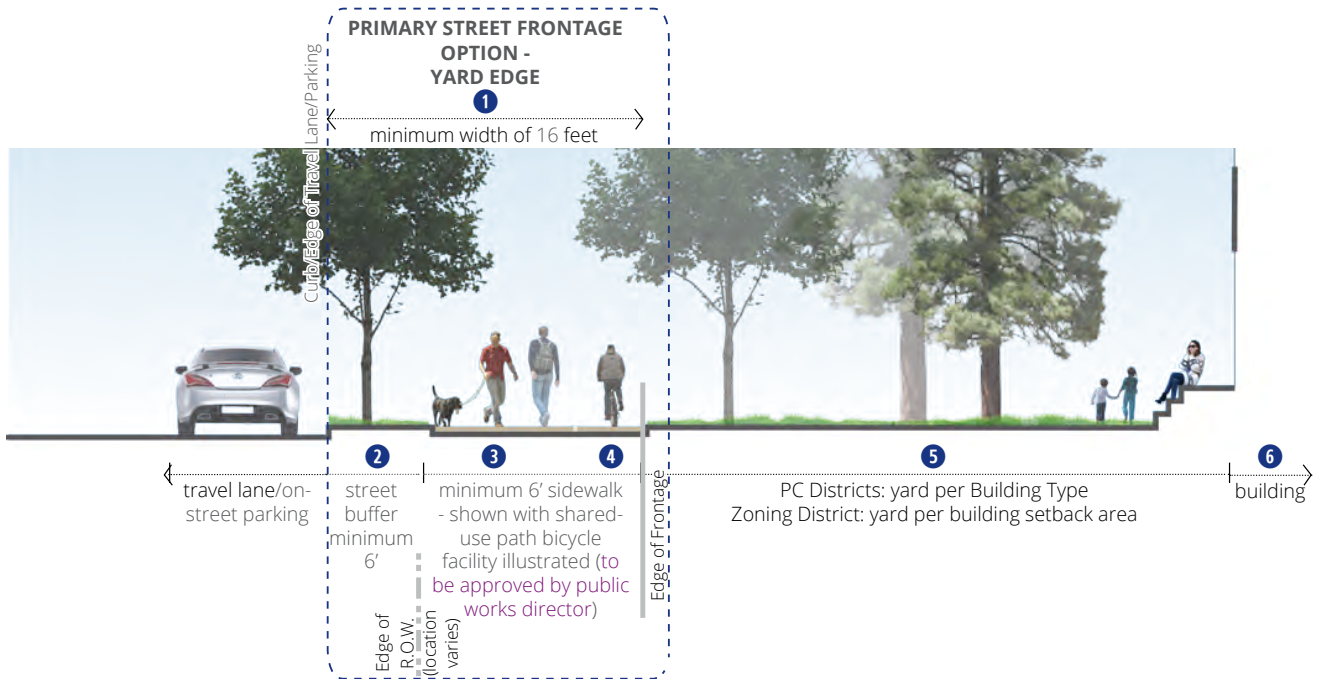 PRIMARY STREET FRONTAGE
OPTION -
YARD EDGE
1
minimum width of 16 feet
Curb/Edge of Travel Lane/Parking
2
3
4
5
6
travel lane/on-
street parking
street
buffer
minimum
6'
minimum 6' sidewalk
- shown with shared-
use path bicycle
facility illustrated (to
be approved by public
works director)
PC Districts: yard per Building Type
Zoning District: yard per building setback area
building
Edge of
R.O.W.
(location
varies)
Edge of Frontage